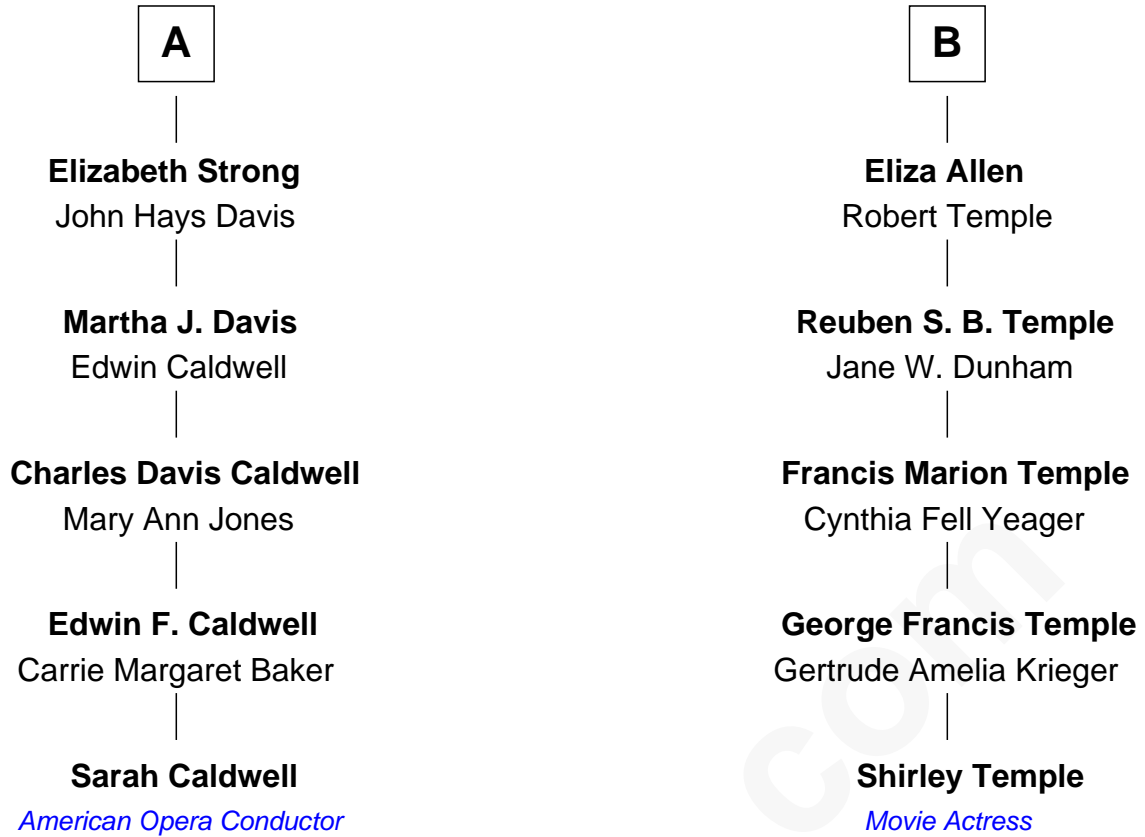 A
Elizabeth Strong
John Hays Davis
Martha J. Davis
Edwin Caldwell
Charles Davis Caldwell
Mary Ann Jones
Edwin F. Caldwell
Carrie Margaret Baker
Sarah Caldwell
American Opera Conductor
B
Eliza Allen
Robert Temple
Reuben S. B. Temple
Jane W. Dunham
Francis Marion Temple
Cynthia Fell Yeager
George Francis Temple
Gertrude Amelia Krieger
Shirley Temple
Movie Actress
com